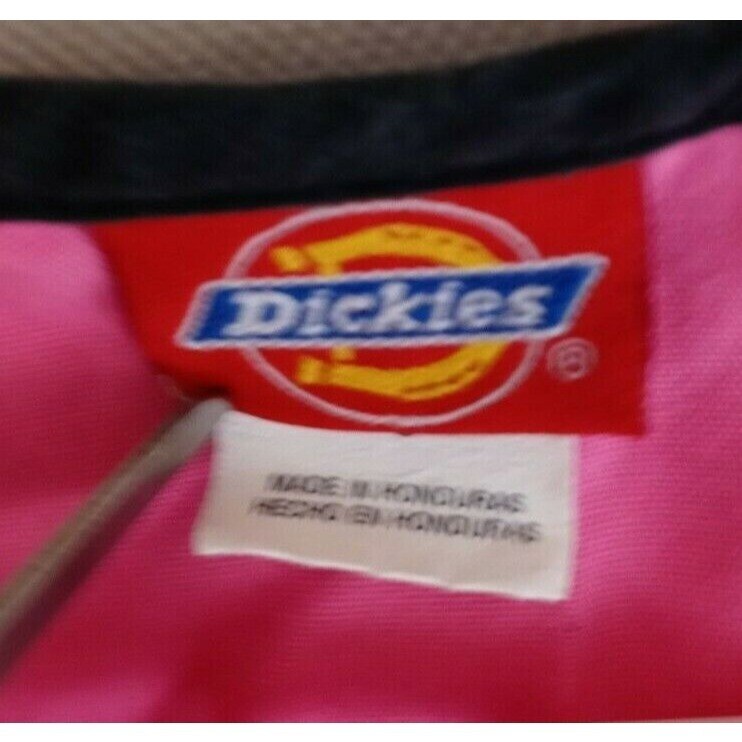 Dickies
®
MADE IN HONDURAS
HECHO EN HONDURAS